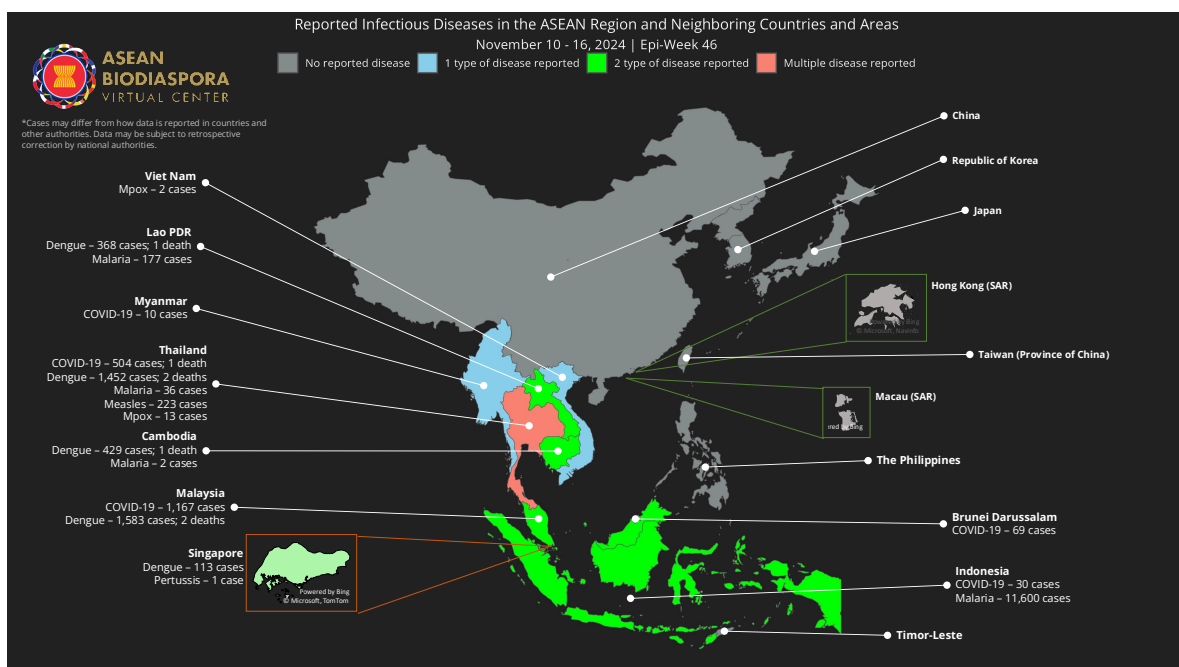 Reported Infectious Diseases in the ASEAN Region and Neighboring Countries and Areas
November 10 - 16, 2024 | Epi-Week 46
No reported disease
1 type of disease reported
2 type of disease reported
Multiple disease reported
ASEAN
BIODIASPORA
VIRTUAL CENTER
*Cases may differ from how data is reported in countries and
other authorities. Data may be subject to retrospective
correction by national authorities.
Viet Nam
Mpox – 2 cases
Lao PDR
Dengue – 368 cases; 1 death
Malaria – 177 cases
Myanmar
COVID-19 – 10 cases
Thailand
COVID-19 – 504 cases; 1 death
Dengue – 1,452 cases; 2 deaths
Malaria – 36 cases
Measles – 223 cases
Mpox – 13 cases
Cambodia
Dengue – 429 cases; 1 death
Malaria – 2 cases
Malaysia
COVID-19 – 1,167 cases
Dengue – 1,583 cases; 2 deaths
Singapore
Dengue – 113 cases
Pertussis – 1 case
Powered by Bing
© Microsoft, TomTom
China
Republic of Korea
Japan
Hong Kong (SAR)
Powered by Bing
© Microsoft, Navinfo
Taiwan (Province of China)
Macau (SAR)
red by Bing
The Philippines
Brunei Darussalam
COVID-19 – 69 cases
Indonesia
COVID-19 – 30 cases
Malaria – 11,600 cases
Timor-Leste